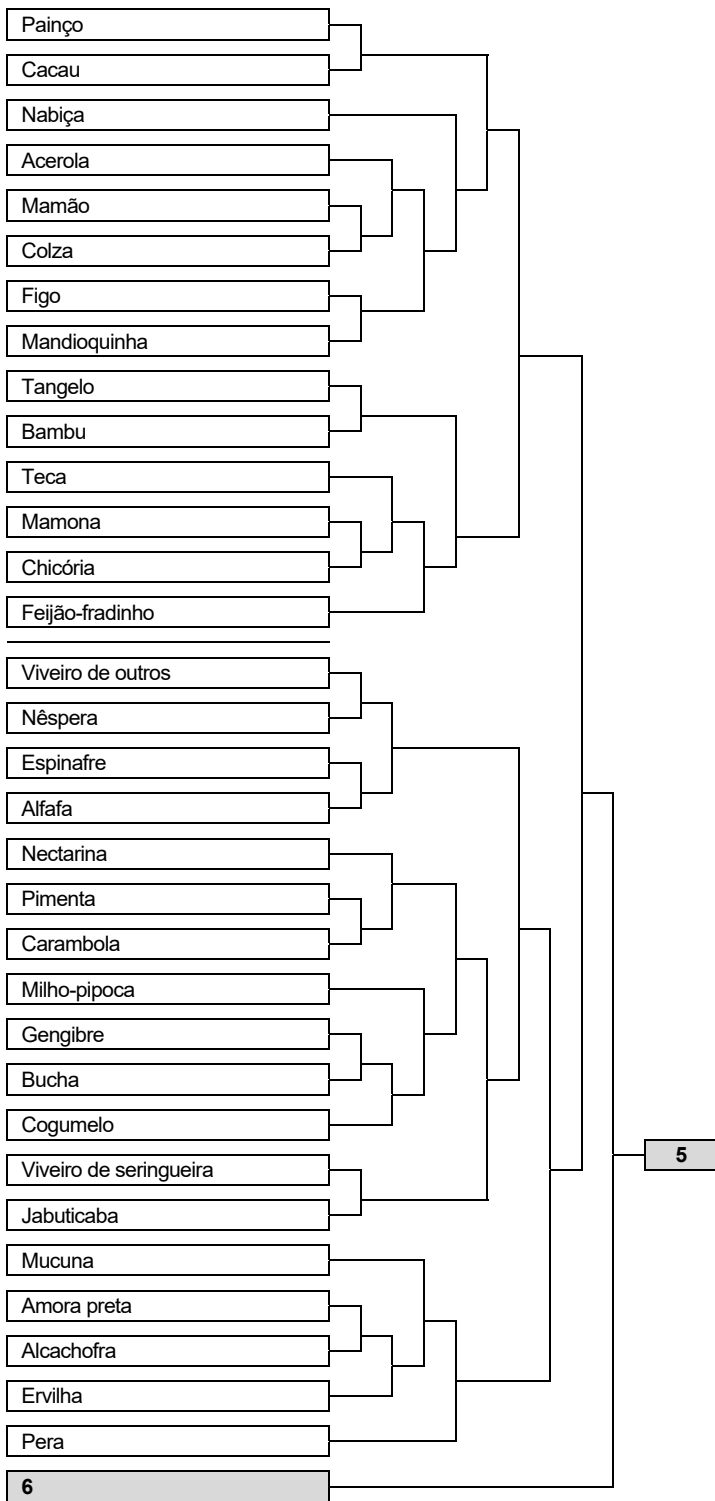 Painço
Cacau
Nabiça
Acerola
Mamão
Colza
Figo
Mandioquinha
Tangelo
Bambu
Teca
Mamona
Chicória
Feijão-fradinho
Viveiro de outros
Nêspera
Espinafre
Alfafa
Nectarina
Pimenta
Carambola
Milho-pipoca
Gengibre
Bucha
Cogumelo
5
Viveiro de seringueira
Jabuticaba
Mucuna
Amora preta
Alcachofra
Ervilha
Pera
6